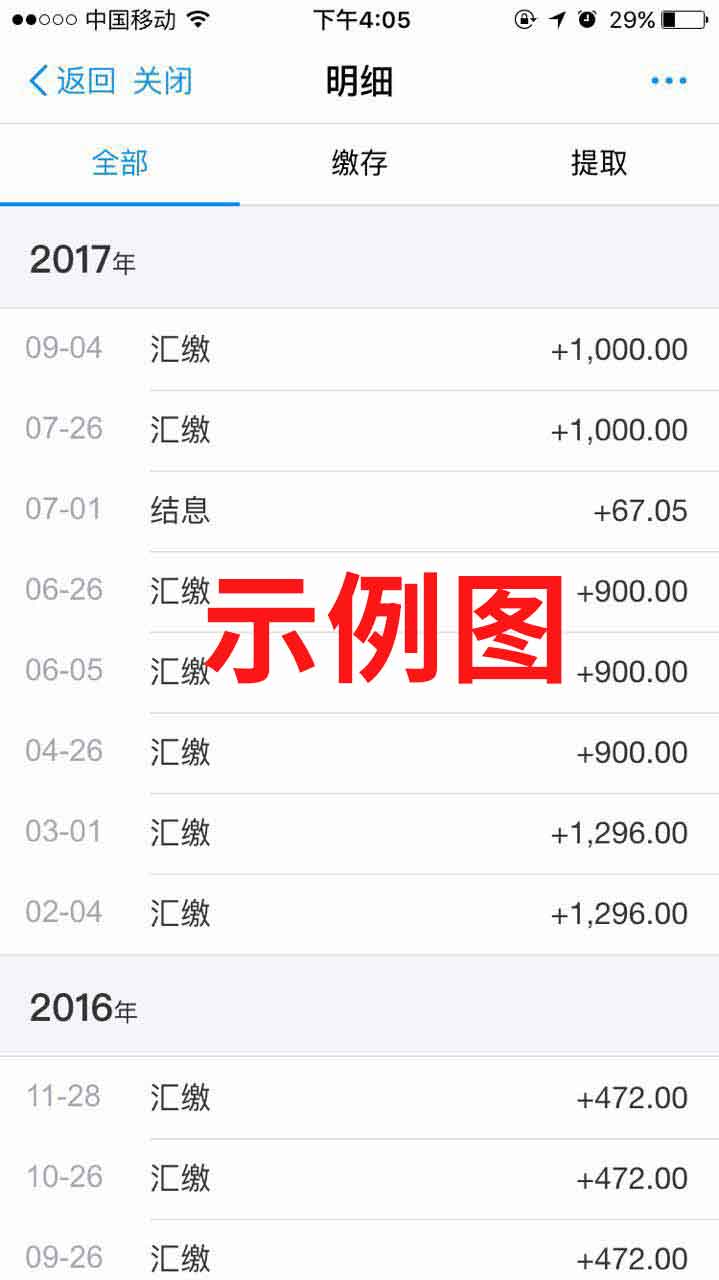 中国移动 下午4:05 29%
返回 关闭 明细
全部 缴存 提取
2017年
09-04 汇缴 +1,000.00
07-26 汇缴 +1,000.00
07-01 结息 +67.05
06-26 汇缴 +900.00
示例图
06-05 汇缴 +900.00
04-26 汇缴 +900.00
03-01 汇缴 +1,296.00
02-04 汇缴 +1,296.00
2016年
11-28 汇缴 +472.00
10-26 汇缴 +472.00
09-26 汇缴 +472.00